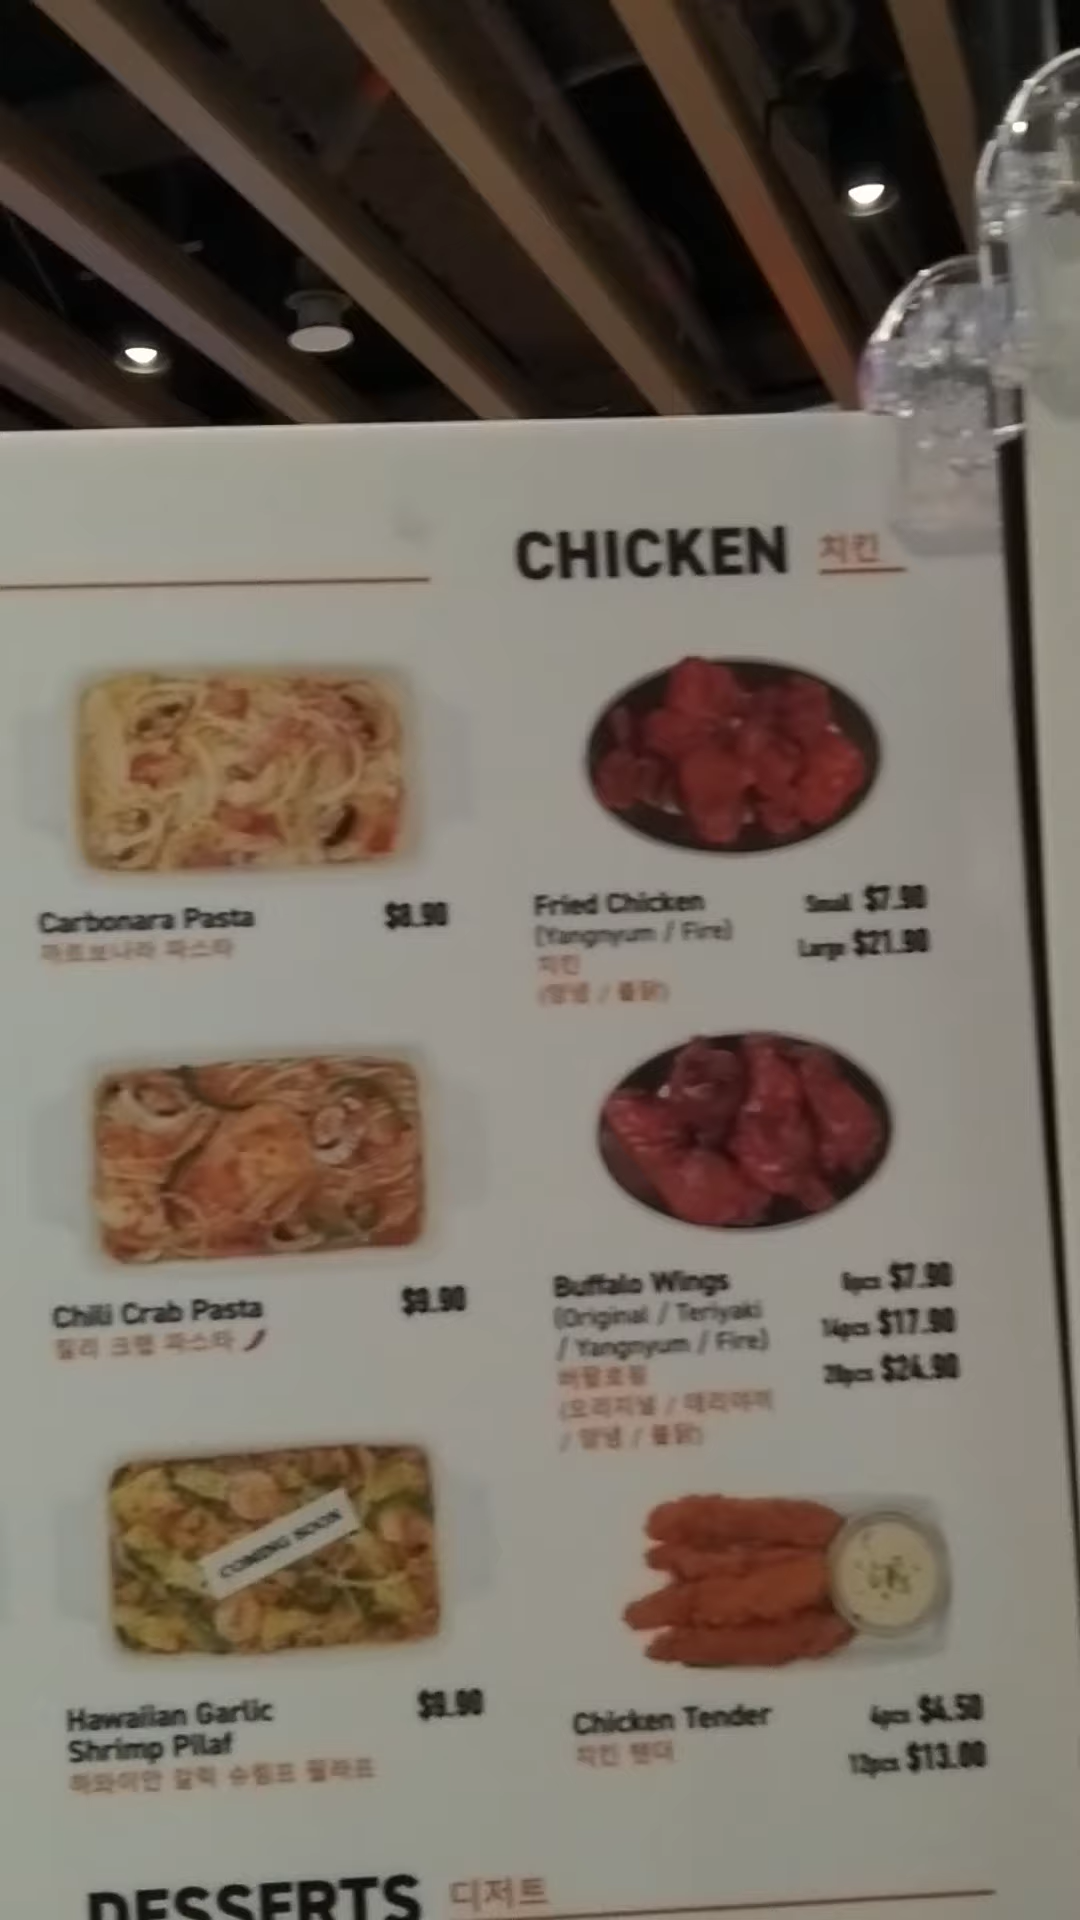 CHICKEN 치킨
Carbonara Pasta $8.90
까르보나라 파스타
Fried Chicken Small $7.90
(Yangnyum / Fire) Large $21.90
치킨
(양념 / 불닭)
Chili Crab Pasta $9.90
칠리 크랩 파스타
Buffalo Wings 6pcs $7.90
(Original / Teriyaki 14pcs $17.90
/ Yangnyum / Fire) 20pcs $24.90
버팔로윙
(오리지널 / 데리야끼
/ 양념 / 불닭)
COMING SOON
Hawaiian Garlic $9.90
Shrimp Pilaf
하와이안 갈릭 슈림프 필라프
Chicken Tender 4pcs $4.50
치킨 텐더 12pcs $13.00
DESSERTS 디저트